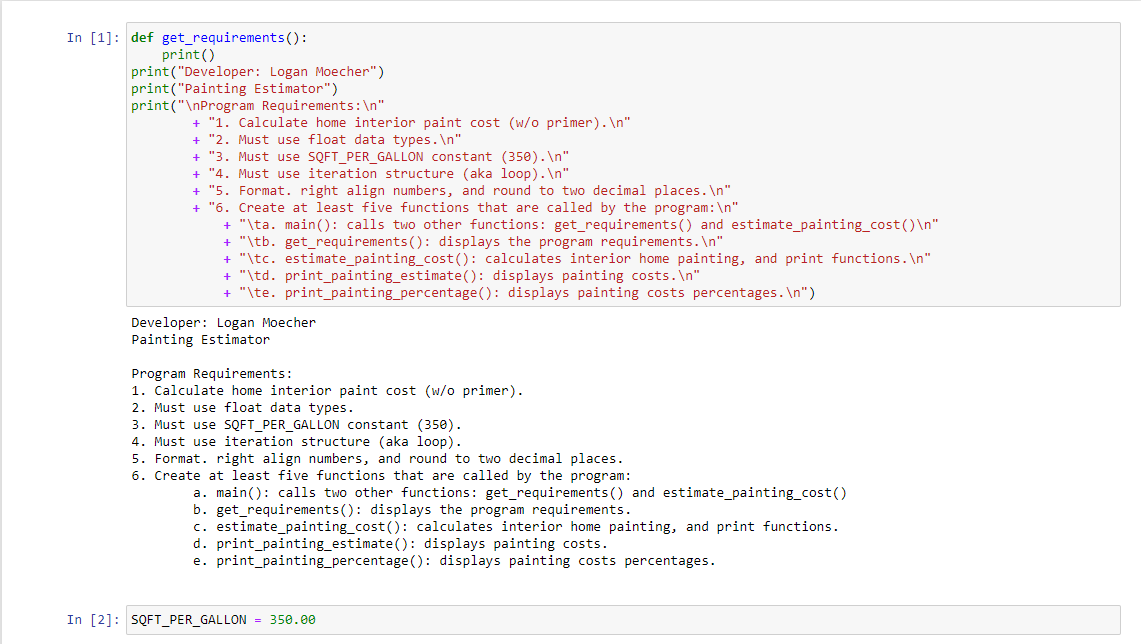 In [1]: def get_requirements():
    print()
print("Developer: Logan Moecher")
print("Painting Estimator")
print("\nProgram Requirements:\n"
        + "1. Calculate home interior paint cost (w/o primer).\n"
        + "2. Must use float data types.\n"
        + "3. Must use SQFT_PER_GALLON constant (350).\n"
        + "4. Must use iteration structure (aka loop).\n"
        + "5. Format. right align numbers, and round to two decimal places.\n"
        + "6. Create at least five functions that are called by the program:\n"
            + "\ta. main(): calls two other functions: get_requirements() and estimate_painting_cost()\n"
            + "\tb. get_requirements(): displays the program requirements.\n"
            + "\tc. estimate_painting_cost(): calculates interior home painting, and print functions.\n"
            + "\td. print_painting_estimate(): displays painting costs.\n"
            + "\te. print_painting_percentage(): displays painting costs percentages.\n")
Developer: Logan Moecher
Painting Estimator
Program Requirements:
1. Calculate home interior paint cost (w/o primer).
2. Must use float data types.
3. Must use SQFT_PER_GALLON constant (350).
4. Must use iteration structure (aka loop).
5. Format. right align numbers, and round to two decimal places.
6. Create at least five functions that are called by the program:
        a. main(): calls two other functions: get_requirements() and estimate_painting_cost()
        b. get_requirements(): displays the program requirements.
        c. estimate_painting_cost(): calculates interior home painting, and print functions.
        d. print_painting_estimate(): displays painting costs.
        e. print_painting_percentage(): displays painting costs percentages.
In [2]: SQFT_PER_GALLON = 350.00